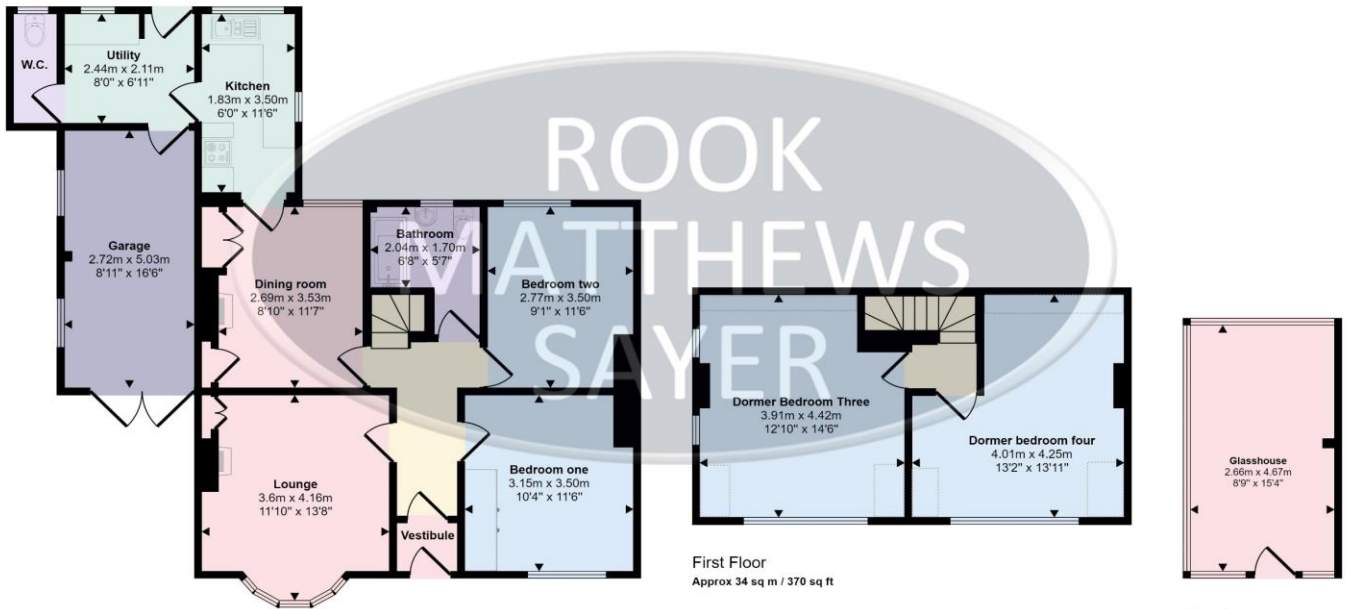 W.C.
Utility
2.44m x 2.11m
8'0" x 6'11"
Kitchen
1.83m x 3.50m
6'0" x 11'6"
Garage
2.72m x 5.03m
8'11" x 16'6"
Dining room
2.69m x 3.53m
8'10" x 11'7"
Bathroom
2.04m x 1.70m
6'8" x 5'7"
Bedroom two
2.77m x 3.50m
9'1" x 11'6"
Lounge
3.6m x 4.16m
11'10" x 13'8"
Vestibule
Bedroom one
3.15m x 3.50m
10'4" x 11'6"
ROOK
MATTHEWS
SAYER
Dormer Bedroom Three
3.91m x 4.42m
12'10" x 14'6"
Dormer bedroom four
4.01m x 4.25m
13'2" x 13'11"
First Floor
Approx 34 sq m / 370 sq ft
Glasshouse
2.66m x 4.67m
8'9" x 15'4"